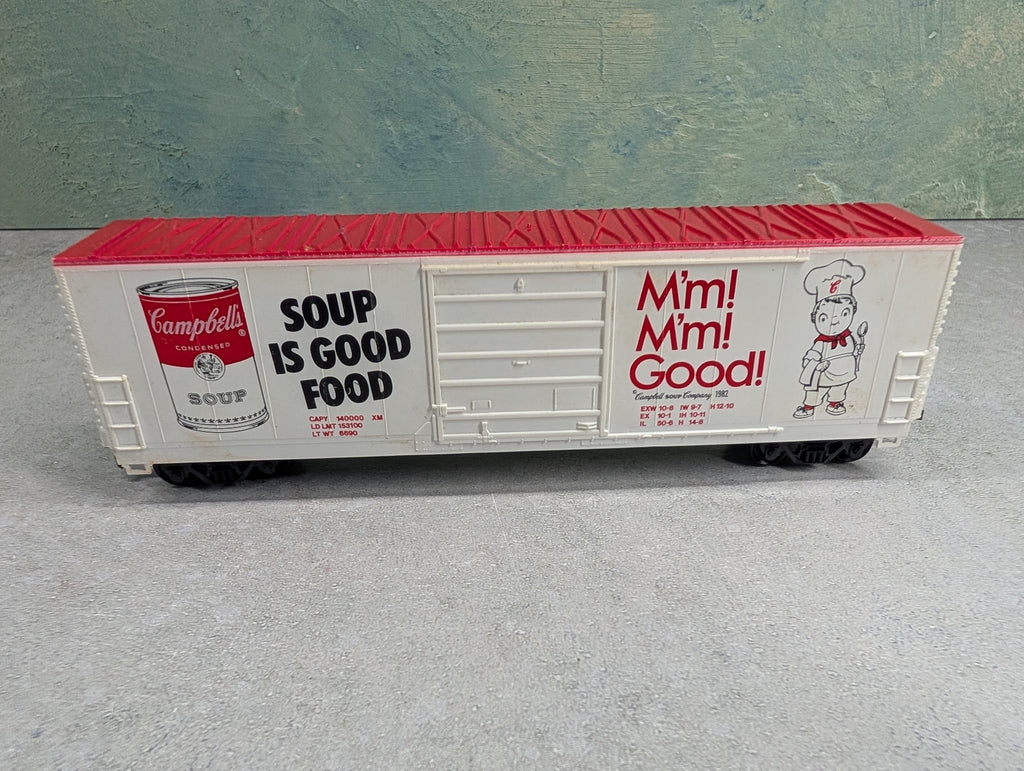 Campbell's®
CONDENSED
SOUP
SOUP
IS GOOD
FOOD
CAPY 140000 XM
LD LMT 153100
LT WT 6690
M'm!
M'm!
Good!
©Campbell Soup Company 1982
EXW 10-8 IW 9-7 H 12-10
EX 10-1 IH 10-11
IL 50-6 H 14-6
C